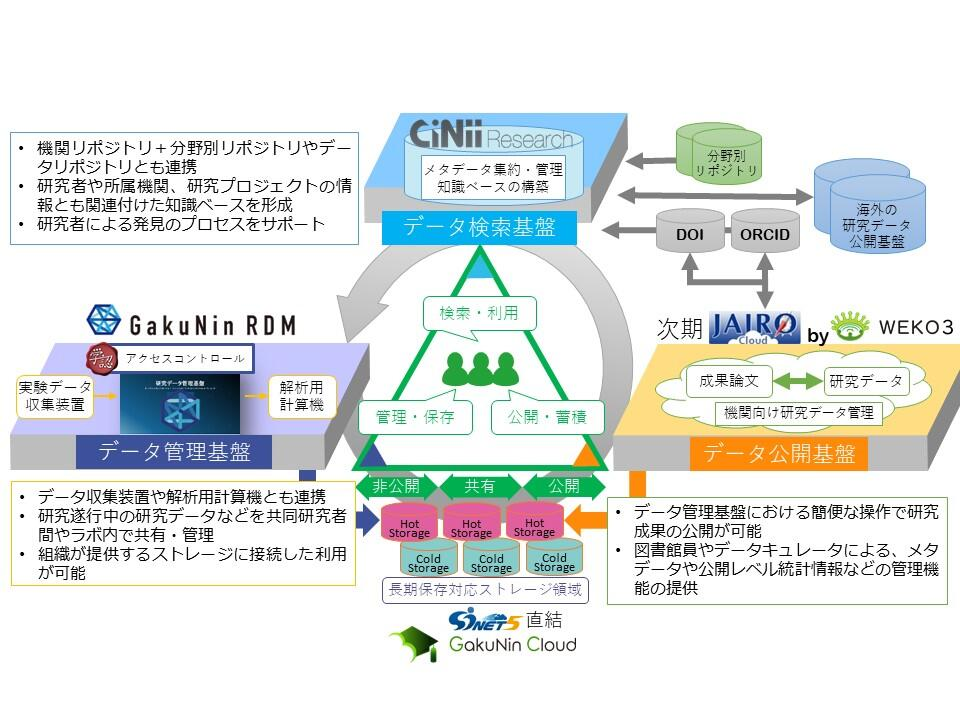 CiNii Research
メタデータ集約・管理
知識ベースの構築
データ検索基盤
• 機関リポジトリ＋分野別リポジトリやデー
タリポジトリとも連携
• 研究者や所属機関、研究プロジェクトの情
報とも関連付けた知識ベースを形成
• 研究者による発見のプロセスをサポート
分野別
リポジトリ
海外の
研究データ
公開基盤
DOI
ORCID
GakuNin RDM
学認
アクセスコントロール
実験データ
収集装置
研究データ管理基盤
解析用
計算機
データ管理基盤
検索・利用
管理・保存
公開・蓄積
次期 JAIRO Cloud by WEKO3
成果論文
研究データ
機関向け研究データ管理
データ公開基盤
• データ収集装置や解析用計算機とも連携
• 研究遂行中の研究データなどを共同研究者
間やラボ内で共有・管理
• 組織が提供するストレージに接続した利用
が可能
非公開
共有
公開
Hot
Storage
Hot
Storage
Hot
Storage
Cold
Storage
Cold
Storage
Cold
Storage
長期保存対応ストレージ領域
SINET5 直結
GakuNin Cloud
• データ管理基盤における簡便な操作で研究
成果の公開が可能
• 図書館員やデータキュレータによる、メタ
データや公開レベル統計情報などの管理機
能の提供